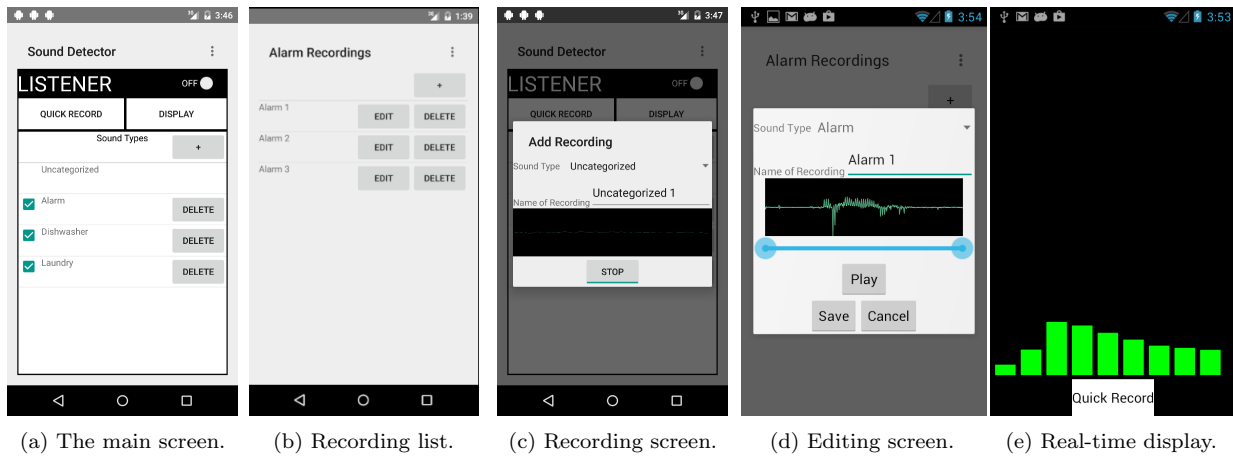 3:46
Sound Detector
LISTENER OFF
QUICK RECORD DISPLAY
Sound Types +
Uncategorized
Alarm DELETE
Dishwasher DELETE
Laundry DELETE
(a) The main screen.
1:39
Alarm Recordings
+
Alarm 1 EDIT DELETE
Alarm 2 EDIT DELETE
Alarm 3 EDIT DELETE
(b) Recording list.
3:47
Sound Detector
LISTENER OFF
QUICK RECORD DISPLAY
Add Recording
Sound Type Uncategorized
Uncategorized 1
Name of Recording
STOP
(c) Recording screen.
3:54
Alarm Recordings
+
Sound Type Alarm
Alarm 1
Name of Recording
Play
Save Cancel
(d) Editing screen.
3:53
Quick Record
(e) Real-time display.